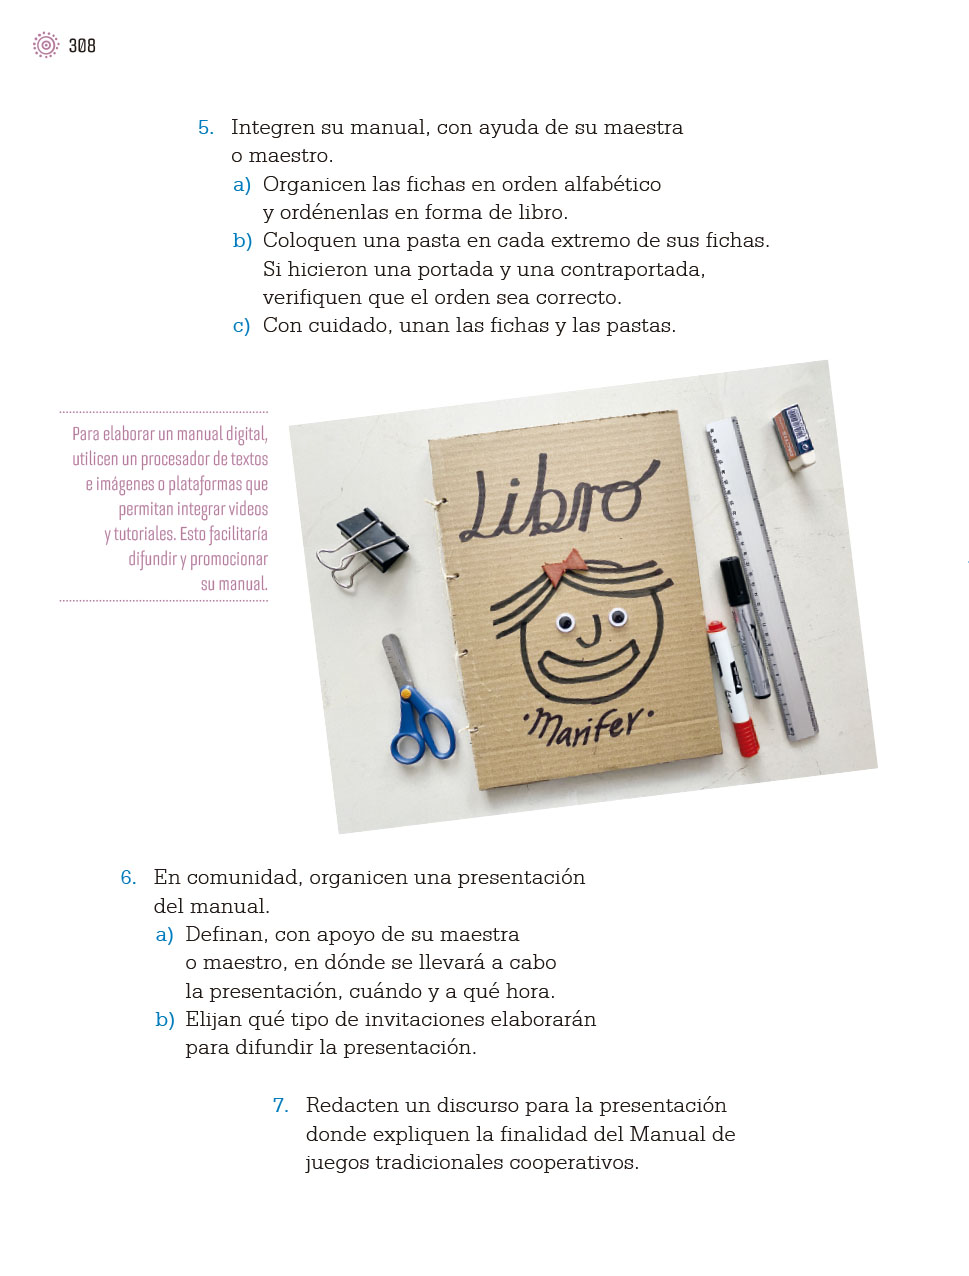 308
5. Integren su manual, con ayuda de su maestra
o maestro.
a) Organicen las fichas en orden alfabético
y ordénenlas en forma de libro.
b) Coloquen una pasta en cada extremo de sus fichas.
Si hicieron una portada y una contraportada,
verifiquen que el orden sea correcto.
c) Con cuidado, unan las fichas y las pastas.
Para elaborar un manual digital,
utilicen un procesador de textos
e imágenes o plataformas que
permitan integrar videos
y tutoriales. Esto facilitaría
difundir y promocionar
su manual.
Libro
·Marifer·
6. En comunidad, organicen una presentación
del manual.
a) Definan, con apoyo de su maestra
o maestro, en dónde se llevará a cabo
la presentación, cuándo y a qué hora.
b) Elijan qué tipo de invitaciones elaborarán
para difundir la presentación.
7. Redacten un discurso para la presentación
donde expliquen la finalidad del Manual de
juegos tradicionales cooperativos.